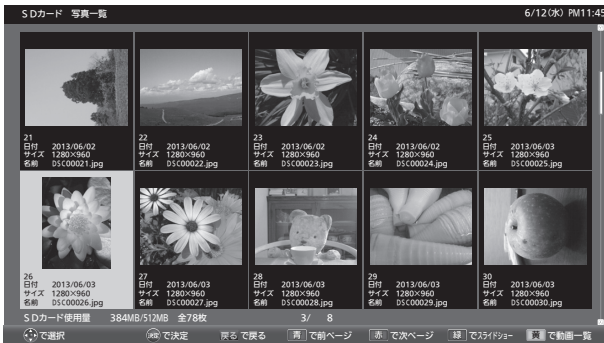 SDカード 写真一覧 6/12(水) PM11:45
21
日付 2013/06/02
サイズ 1280×960
名前 DSC00021.jpg
22
日付 2013/06/02
サイズ 1280×960
名前 DSC00022.jpg
23
日付 2013/06/02
サイズ 1280×960
名前 DSC00023.jpg
24
日付 2013/06/02
サイズ 1280×960
名前 DSC00024.jpg
25
日付 2013/06/03
サイズ 1280×960
名前 DSC00025.jpg
26
日付 2013/06/03
サイズ 1280×960
名前 DSC00026.jpg
27
日付 2013/06/03
サイズ 1280×960
名前 DSC00027.jpg
28
日付 2013/06/03
サイズ 1280×960
名前 DSC00028.jpg
29
日付 2013/06/03
サイズ 1280×960
名前 DSC00029.jpg
30
日付 2013/06/03
サイズ 1280×960
名前 DSC00030.jpg
SDカード使用量 384MB/512MB 全78枚 3/ 8
で選択 決定 で決定 戻る で戻る 青 で前ページ 赤 で次ページ 緑 でスライドショー 黄 で動画一覧